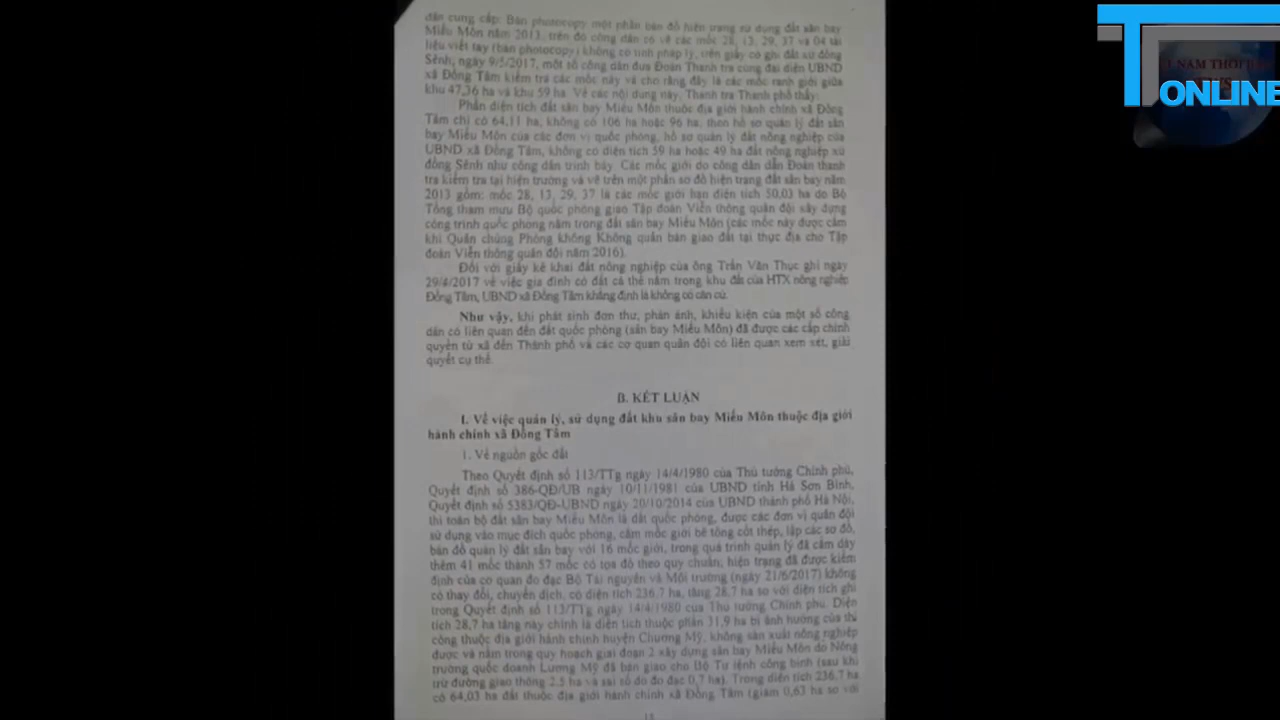 dân cung cấp: Bản photocopy một phần bản đồ hiện trạng sử dụng đất sân bay
Miếu Môn năm 2013, trên đó công dân có vẽ các mốc 28, 13, 29, 37 và 04 tài
liệu viết tay (bản photocopy) không có tính pháp lý, trên giấy có ghi đất xứ đồng
Sênh, ngày 9/5/2017, một số công dân đưa Đoàn Thanh tra cùng đại diện UBND
xã Đồng Tâm kiểm tra các mốc này và cho rằng đây là các mốc ranh giới giữa
khu 47,36 ha và khu 59 ha. Về các nội dung này, Thanh tra Thành phố thấy:
Phần diện tích đất sân bay Miếu Môn thuộc địa giới hành chính xã Đồng
Tâm chỉ có 64,11 ha, không có 106 ha hoặc 96 ha, theo hồ sơ quản lý đất sân
bay Miếu Môn của các đơn vị quốc phòng, hồ sơ quản lý đất nông nghiệp của
UBND xã Đồng Tâm, không có diện tích 59 ha hoặc 49 ha đất nông nghiệp xứ
đồng Sênh như công dân trình bày. Các mốc giới do công dân dẫn Đoàn thanh
tra kiểm tra tại hiện trường và vẽ trên một phần sơ đồ hiện trạng đất sân bay năm
2013 gồm: mốc 28, 13, 29, 37 là các mốc giới hạn diện tích 50,03 ha do Bộ
Tổng tham mưu Bộ quốc phòng giao Tập đoàn Viễn thông quân đội xây dựng
công trình quốc phòng nằm trong đất sân bay Miếu Môn (các mốc này được cắm
khi Quân chủng Phòng không Không quân bàn giao đất tại thực địa cho Tập
đoàn Viễn thông quân đội năm 2016).
Đối với giấy kê khai đất nông nghiệp của ông Trần Văn Thục ghi ngày
29/4/2017 về việc gia đình có đất cá thể nằm trong khu đất của HTX nông nghiệp
Đồng Tâm, UBND xã Đồng Tâm khẳng định là không có căn cứ.
Như vậy, khi phát sinh đơn thư, phản ánh, khiếu kiện của một số công
dân có liên quan đến đất quốc phòng (sân bay Miếu Môn) đã được các cấp chính
quyền từ xã đến Thành phố và các cơ quan quân đội có liên quan xem xét, giải
quyết cụ thể.
B. KẾT LUẬN
I. Về việc quản lý, sử dụng đất khu sân bay Miếu Môn thuộc địa giới
hành chính xã Đồng Tâm
1. Về nguồn gốc đất
Theo Quyết định số 113/TTg ngày 14/4/1980 của Thủ tướng Chính phủ,
Quyết định số 386-QĐ/UB ngày 10/11/1981 của UBND tỉnh Hà Sơn Bình,
Quyết định số 5383/QĐ-UBND ngày 20/10/2014 của UBND thành phố Hà Nội,
thì toàn bộ đất sân bay Miếu Môn là đất quốc phòng, được các đơn vị quân đội
sử dụng vào mục đích quốc phòng, cắm mốc giới bê tông cốt thép, lập các sơ đồ,
bản đồ quản lý đất sân bay với 16 mốc giới, trong quá trình quản lý đã cắm dày
thêm 41 mốc thành 57 mốc có tọa độ theo quy chuẩn, hiện trạng đã được kiểm
định của cơ quan đo đạc Bộ Tài nguyên và Môi trường (ngày 21/6/2017) không
có thay đổi, chuyển dịch, có diện tích 236,7 ha, tăng 28,7 ha so với diện tích ghi
trong Quyết định số 113/TTg ngày 14/4/1980 của Thủ tướng Chính phủ. Diện
tích 28,7 ha tăng này chính là diện tích thuộc phần 31,9 ha bị ảnh hưởng của thi
công thuộc địa giới hành chính huyện Chương Mỹ, không sản xuất nông nghiệp
được và nằm trong quy hoạch giai đoạn 2 xây dựng sân bay Miếu Môn do Nông
trường quốc doanh Lương Mỹ đã bàn giao cho Bộ Tư lệnh công binh (sau khi
trừ đường giao thông 2,5 ha và sai số do đo đạc 0,7 ha). Trong diện tích 236,7 ha
có 64,03 ha đất thuộc địa giới hành chính xã Đồng Tâm (giảm 0,63 ha so với
T ONLINE
NAM THỜI